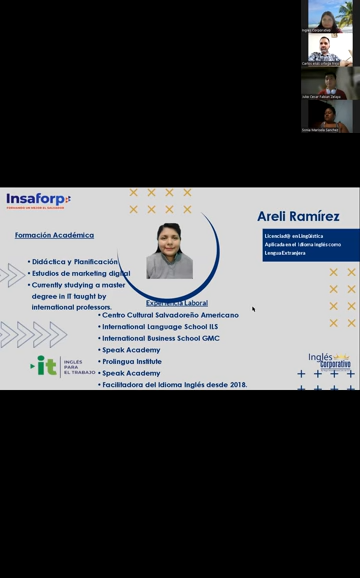 Inglés Corporativo
Insaforp
Areli Ramírez
Formación Académica
Licenciad@ en Lingüística
Aplicada en el Idioma Inglés como
Lengua Extranjera
• Didáctica y Planificación
• Estudios de marketing digital
• Currently studying a master
degree in IT taught by
international professors.
Experiencia Laboral
• Centro Cultural Salvadoreño Americano
• International Language School ILS
• International Business School GMC
• Speak Academy
• Prolingua Institute
• Speak Academy
• Facilitadora del Idioma Inglés desde 2018.
it
INGLES
PARA
EL TRABAJO
Inglés
Corporativo